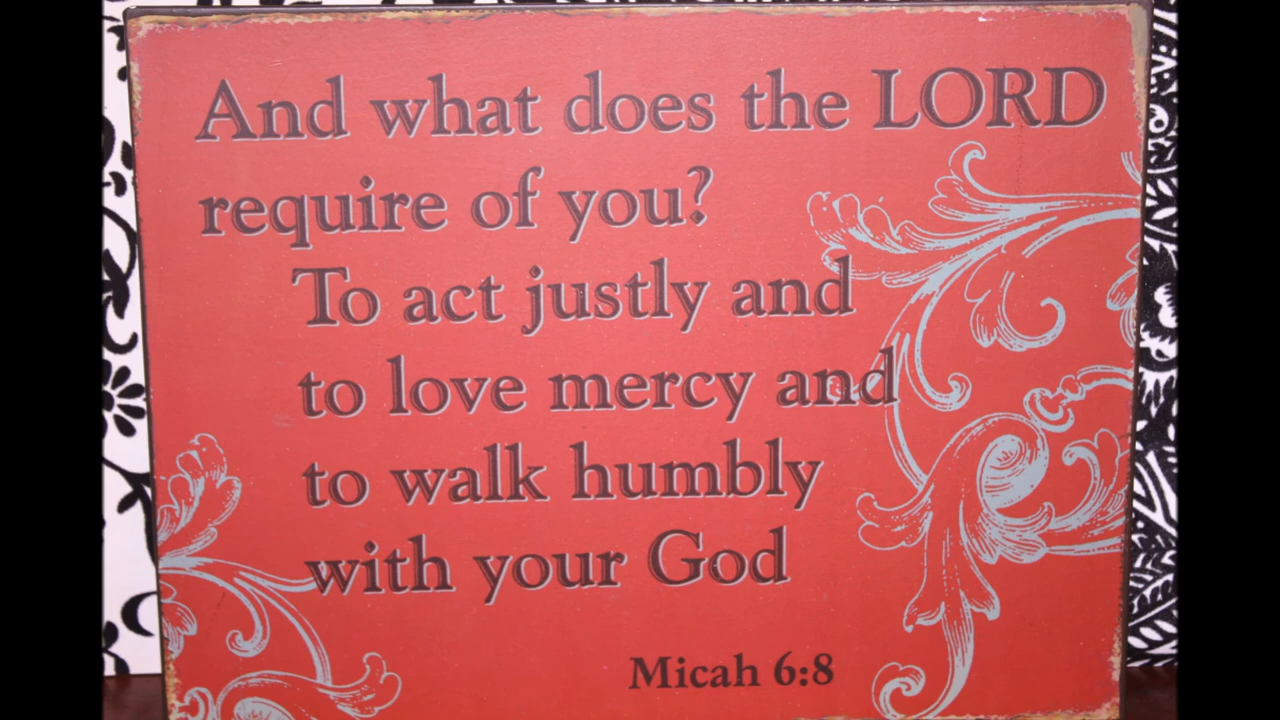 And what does the LORD
require of you?
To act justly and
to love mercy and
to walk humbly
with your God
Micah 6:8